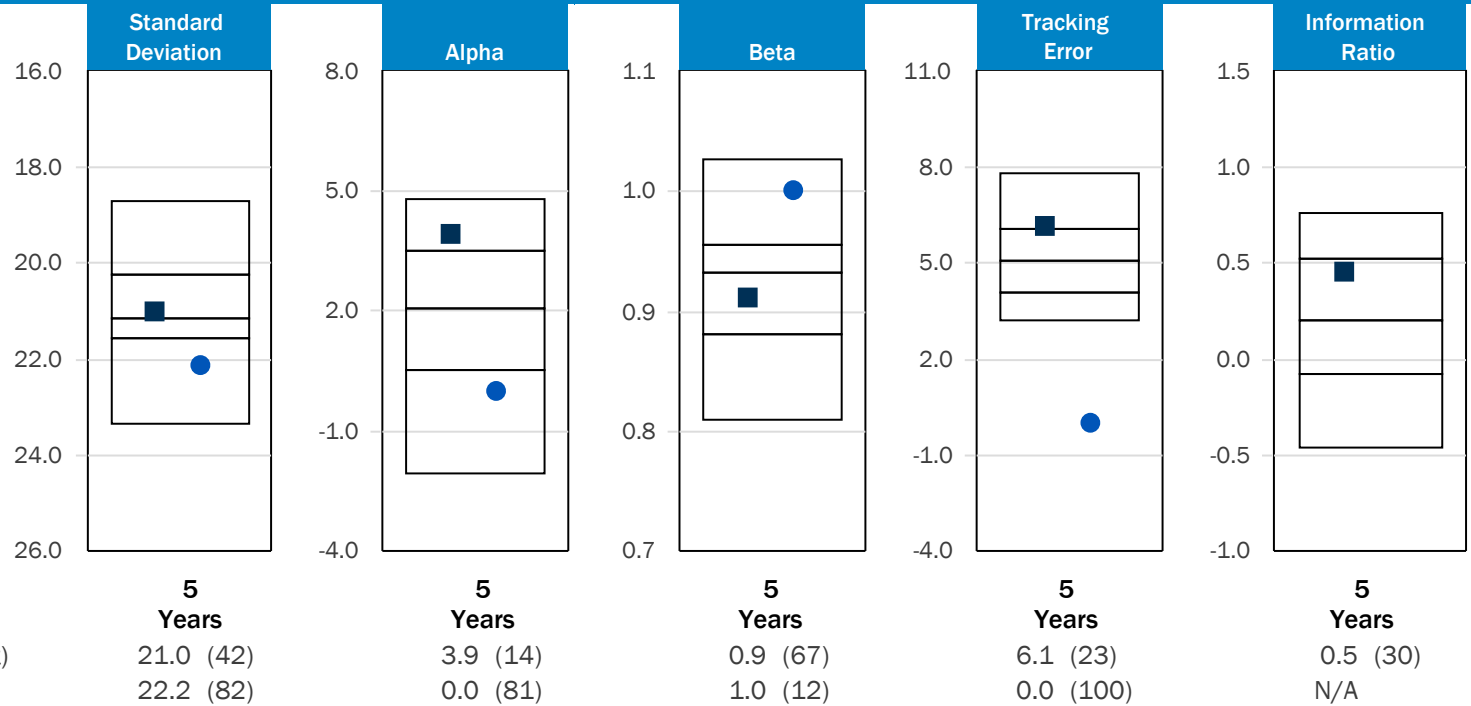 Standard Deviation
Alpha
Beta
Tracking Error
Information Ratio
16.0
18.0
20.0
22.0
24.0
26.0
8.0
5.0
2.0
-1.0
-4.0
1.1
1.0
0.9
0.8
0.7
11.0
8.0
5.0
2.0
-1.0
-4.0
1.5
1.0
0.5
0.0
-0.5
-1.0
5 Years
5 Years
5 Years
5 Years
5 Years
) 21.0 (42) 3.9 (14) 0.9 (67) 6.1 (23) 0.5 (30)
22.2 (82) 0.0 (81) 1.0 (12) 0.0 (100) N/A